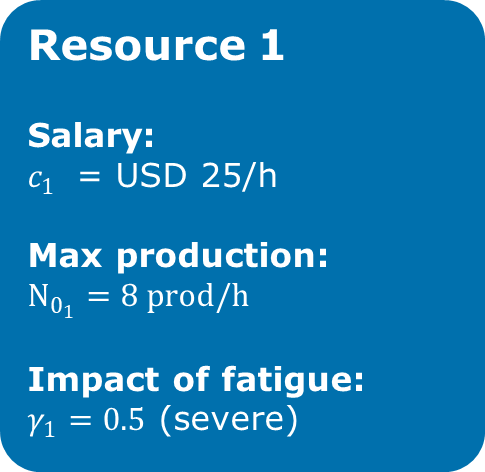 Resource 1
Salary:
c₁ = USD 25/h
Max production:
N₀₁ = 8 prod/h
Impact of fatigue:
γ₁ = 0.5 (severe)